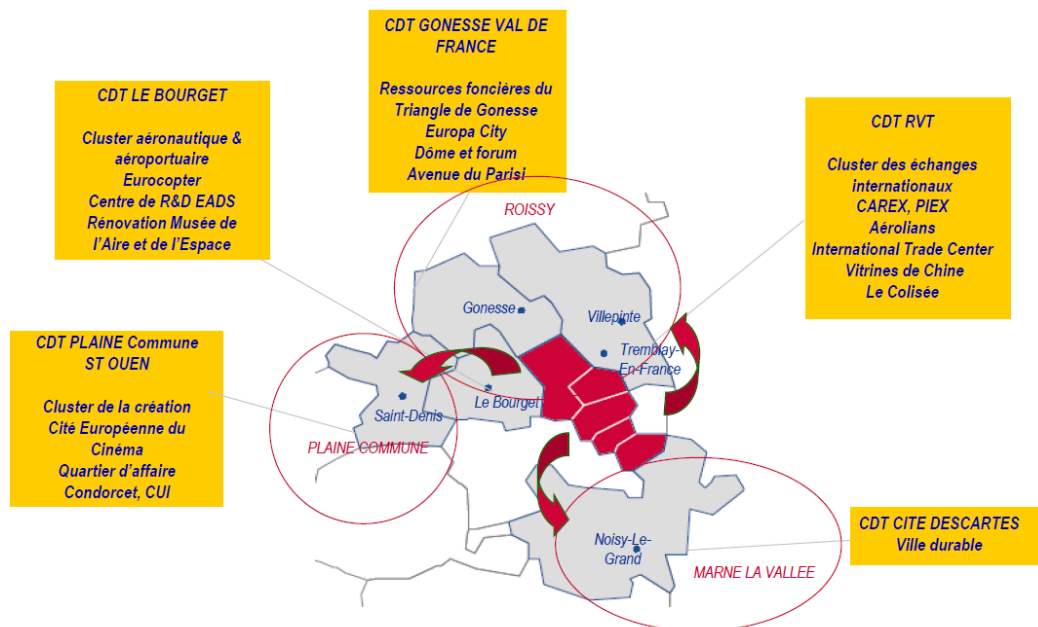 CDT GONESSE VAL DE
FRANCE
Ressources foncières du
Triangle de Gonesse
Europa City
Dôme et forum
Avenue du Parisi
CDT LE BOURGET
Cluster aéronautique &
aéroportuaire
Eurocopter
Centre de R&D EADS
Rénovation Musée de
l'Aire et de l'Espace
CDT RVT
Cluster des échanges
internationaux
CAREX, PIEX
Aérolians
International Trade Center
Vitrines de Chine
Le Colisée
CDT PLAINE Commune
ST OUEN
Cluster de la création
Cité Européenne du
Cinéma
Quartier d'affaire
Condorcet, CUI
ROISSY
Gonesse
Villepinte
Tremblay-
En-France
Le Bourget
Saint-Denis
PLAINE COMMUNE
Noisy-Le-
Grand
MARNE LA VALLEE
CDT CITE DESCARTES
Ville durable